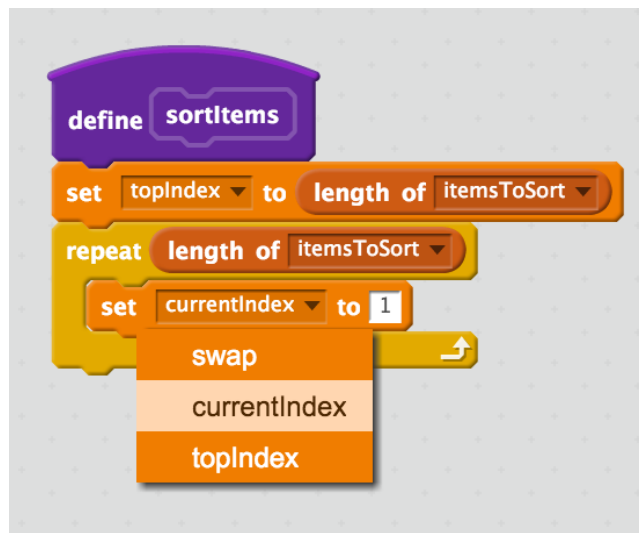 define sortItems
set topIndex to length of itemsToSort
repeat length of itemsToSort
set currentIndex to 1
swap
currentIndex
topIndex